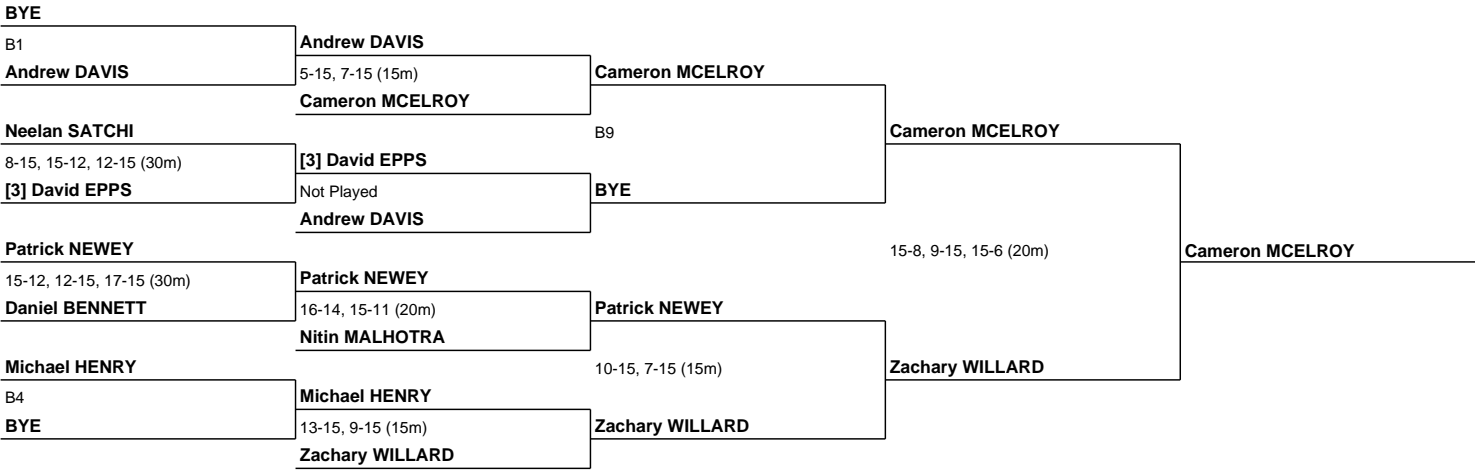 BYE
B1
Andrew DAVIS
Andrew DAVIS
5-15, 7-15 (15m)
Cameron MCELROY
Cameron MCELROY
Neelan SATCHI
8-15, 15-12, 12-15 (30m)
[3] David EPPS
[3] David EPPS
Not Played
Andrew DAVIS
B9
BYE
Cameron MCELROY
Patrick NEWEY
15-12, 12-15, 17-15 (30m)
Daniel BENNETT
Patrick NEWEY
16-14, 15-11 (20m)
Nitin MALHOTRA
Patrick NEWEY
Michael HENRY
B4
BYE
Michael HENRY
13-15, 9-15 (15m)
Zachary WILLARD
10-15, 7-15 (15m)
Zachary WILLARD
Zachary WILLARD
15-8, 9-15, 15-6 (20m)
Cameron MCELROY